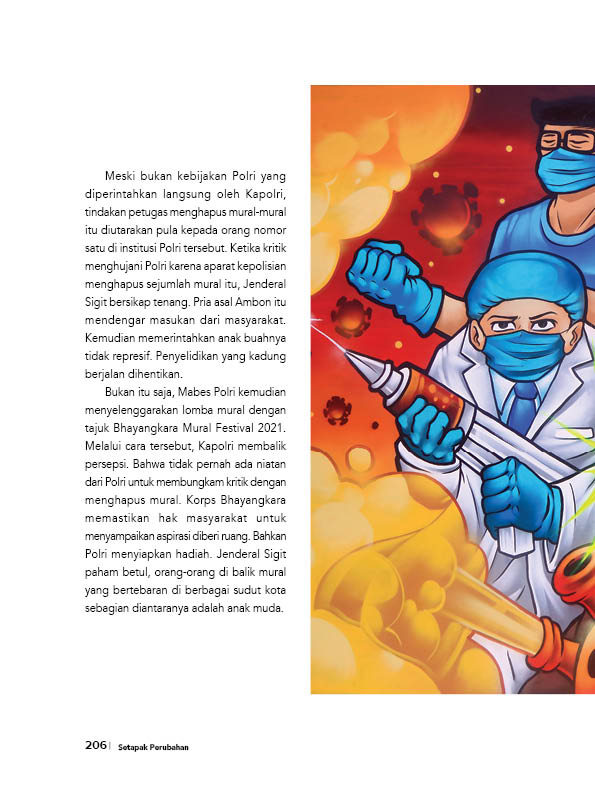 Meski bukan kebijakan Polri yang
diperintahkan langsung oleh Kapolri,
tindakan petugas menghapus mural-mural
itu diutarakan pula kepada orang nomor
satu di institusi Polri tersebut. Ketika kritik
menghujani Polri karena aparat kepolisian
menghapus sejumlah mural itu, Jenderal
Sigit bersikap tenang. Pria asal Ambon itu
mendengar masukan dari masyarakat.
Kemudian memerintahkan anak buahnya
tidak represif. Penyelidikan yang kadung
berjalan dihentikan.
Bukan itu saja, Mabes Polri kemudian
menyelenggarakan lomba mural dengan
tajuk Bhayangkara Mural Festival 2021.
Melalui cara tersebut, Kapolri membalik
persepsi. Bahwa tidak pernah ada niatan
dari Polri untuk membungkam kritik dengan
menghapus mural. Korps Bhayangkara
memastikan hak masyarakat untuk
menyampaikan aspirasi diberi ruang. Bahkan
Polri menyiapkan hadiah. Jenderal Sigit
paham betul, orang-orang di balik mural
yang bertebaran di berbagai sudut kota
sebagian diantaranya adalah anak muda.
206 | Setapak Perubahan